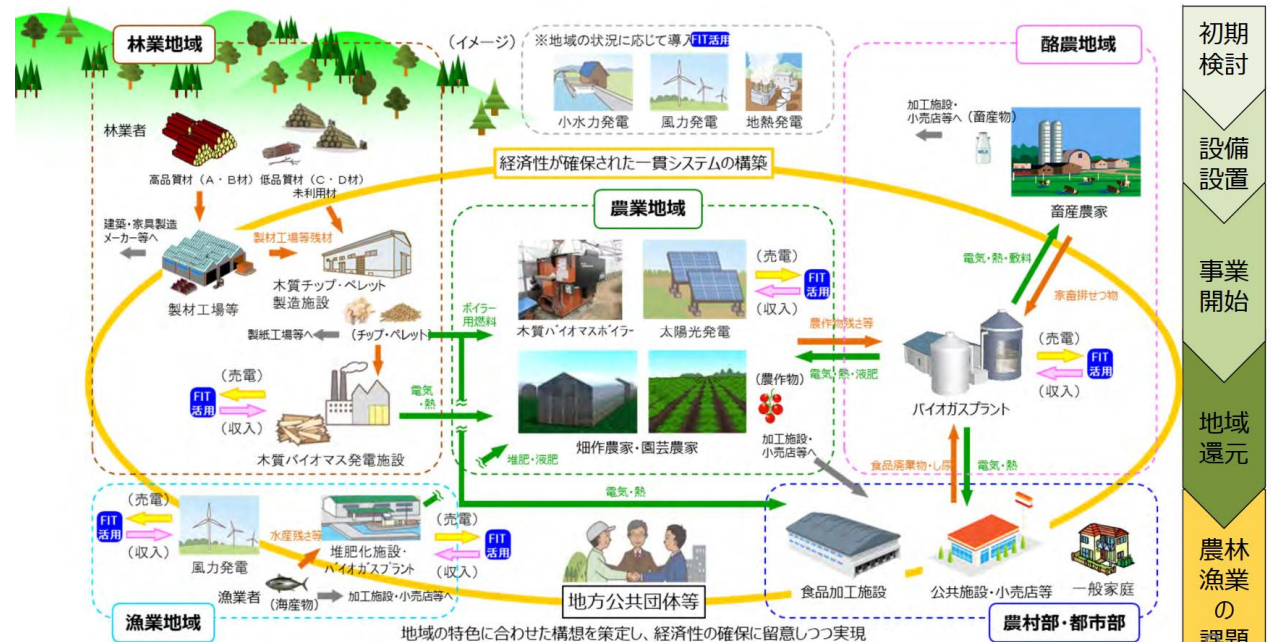 林業地域
(イメージ)
※地域の状況に応じて導入
FIT活用
小水力発電
風力発電
地熱発電
酪農地域
林業者
高品質材(A・B材)
低品質材(C・D材)
未利用材
建築・家具製造
メーカー等へ
製材工場等残材
製材工場等
木質チップ・ペレット
製造施設
製紙工場等へ
(チップ・ペレット)
(売電)
FIT
活用
(収入)
木質バイオマス発電施設
経済性が確保された一貫システムの構築
農業地域
ボイラー
用燃料
木質バイオマスボイラー
太陽光発電
(売電)
FIT
活用
(収入)
電気
・熱
畑作農家・園芸農家
(農作物)
加工施設・
小売店等へ
堆肥・液肥
電気・熱
農作物残さ等
電気・熱・液肥
加工施設・
小売店等へ
(畜産物)
MILK
畜産農家
電気・熱・敷料
家畜排せつ物
(売電)
FIT
活用
(収入)
バイオガスプラント
食品廃棄物・し尿
電気・熱
(売電)
FIT
活用
(収入)
風力発電
水産残さ等
堆肥化施設・
バイオガスプラント
(売電)
FIT
活用
(収入)
漁業者
(海産物)
加工施設・小売店等へ
漁業地域
地方公共団体等
食品加工施設
公共施設・小売店等
一般家庭
農村部・都市部
地域の特色に合わせた構想を策定し、経済性の確保に留意しつつ実現
初期
検討
設備
設置
事業
開始
地域
還元
農林
漁業
の
課題